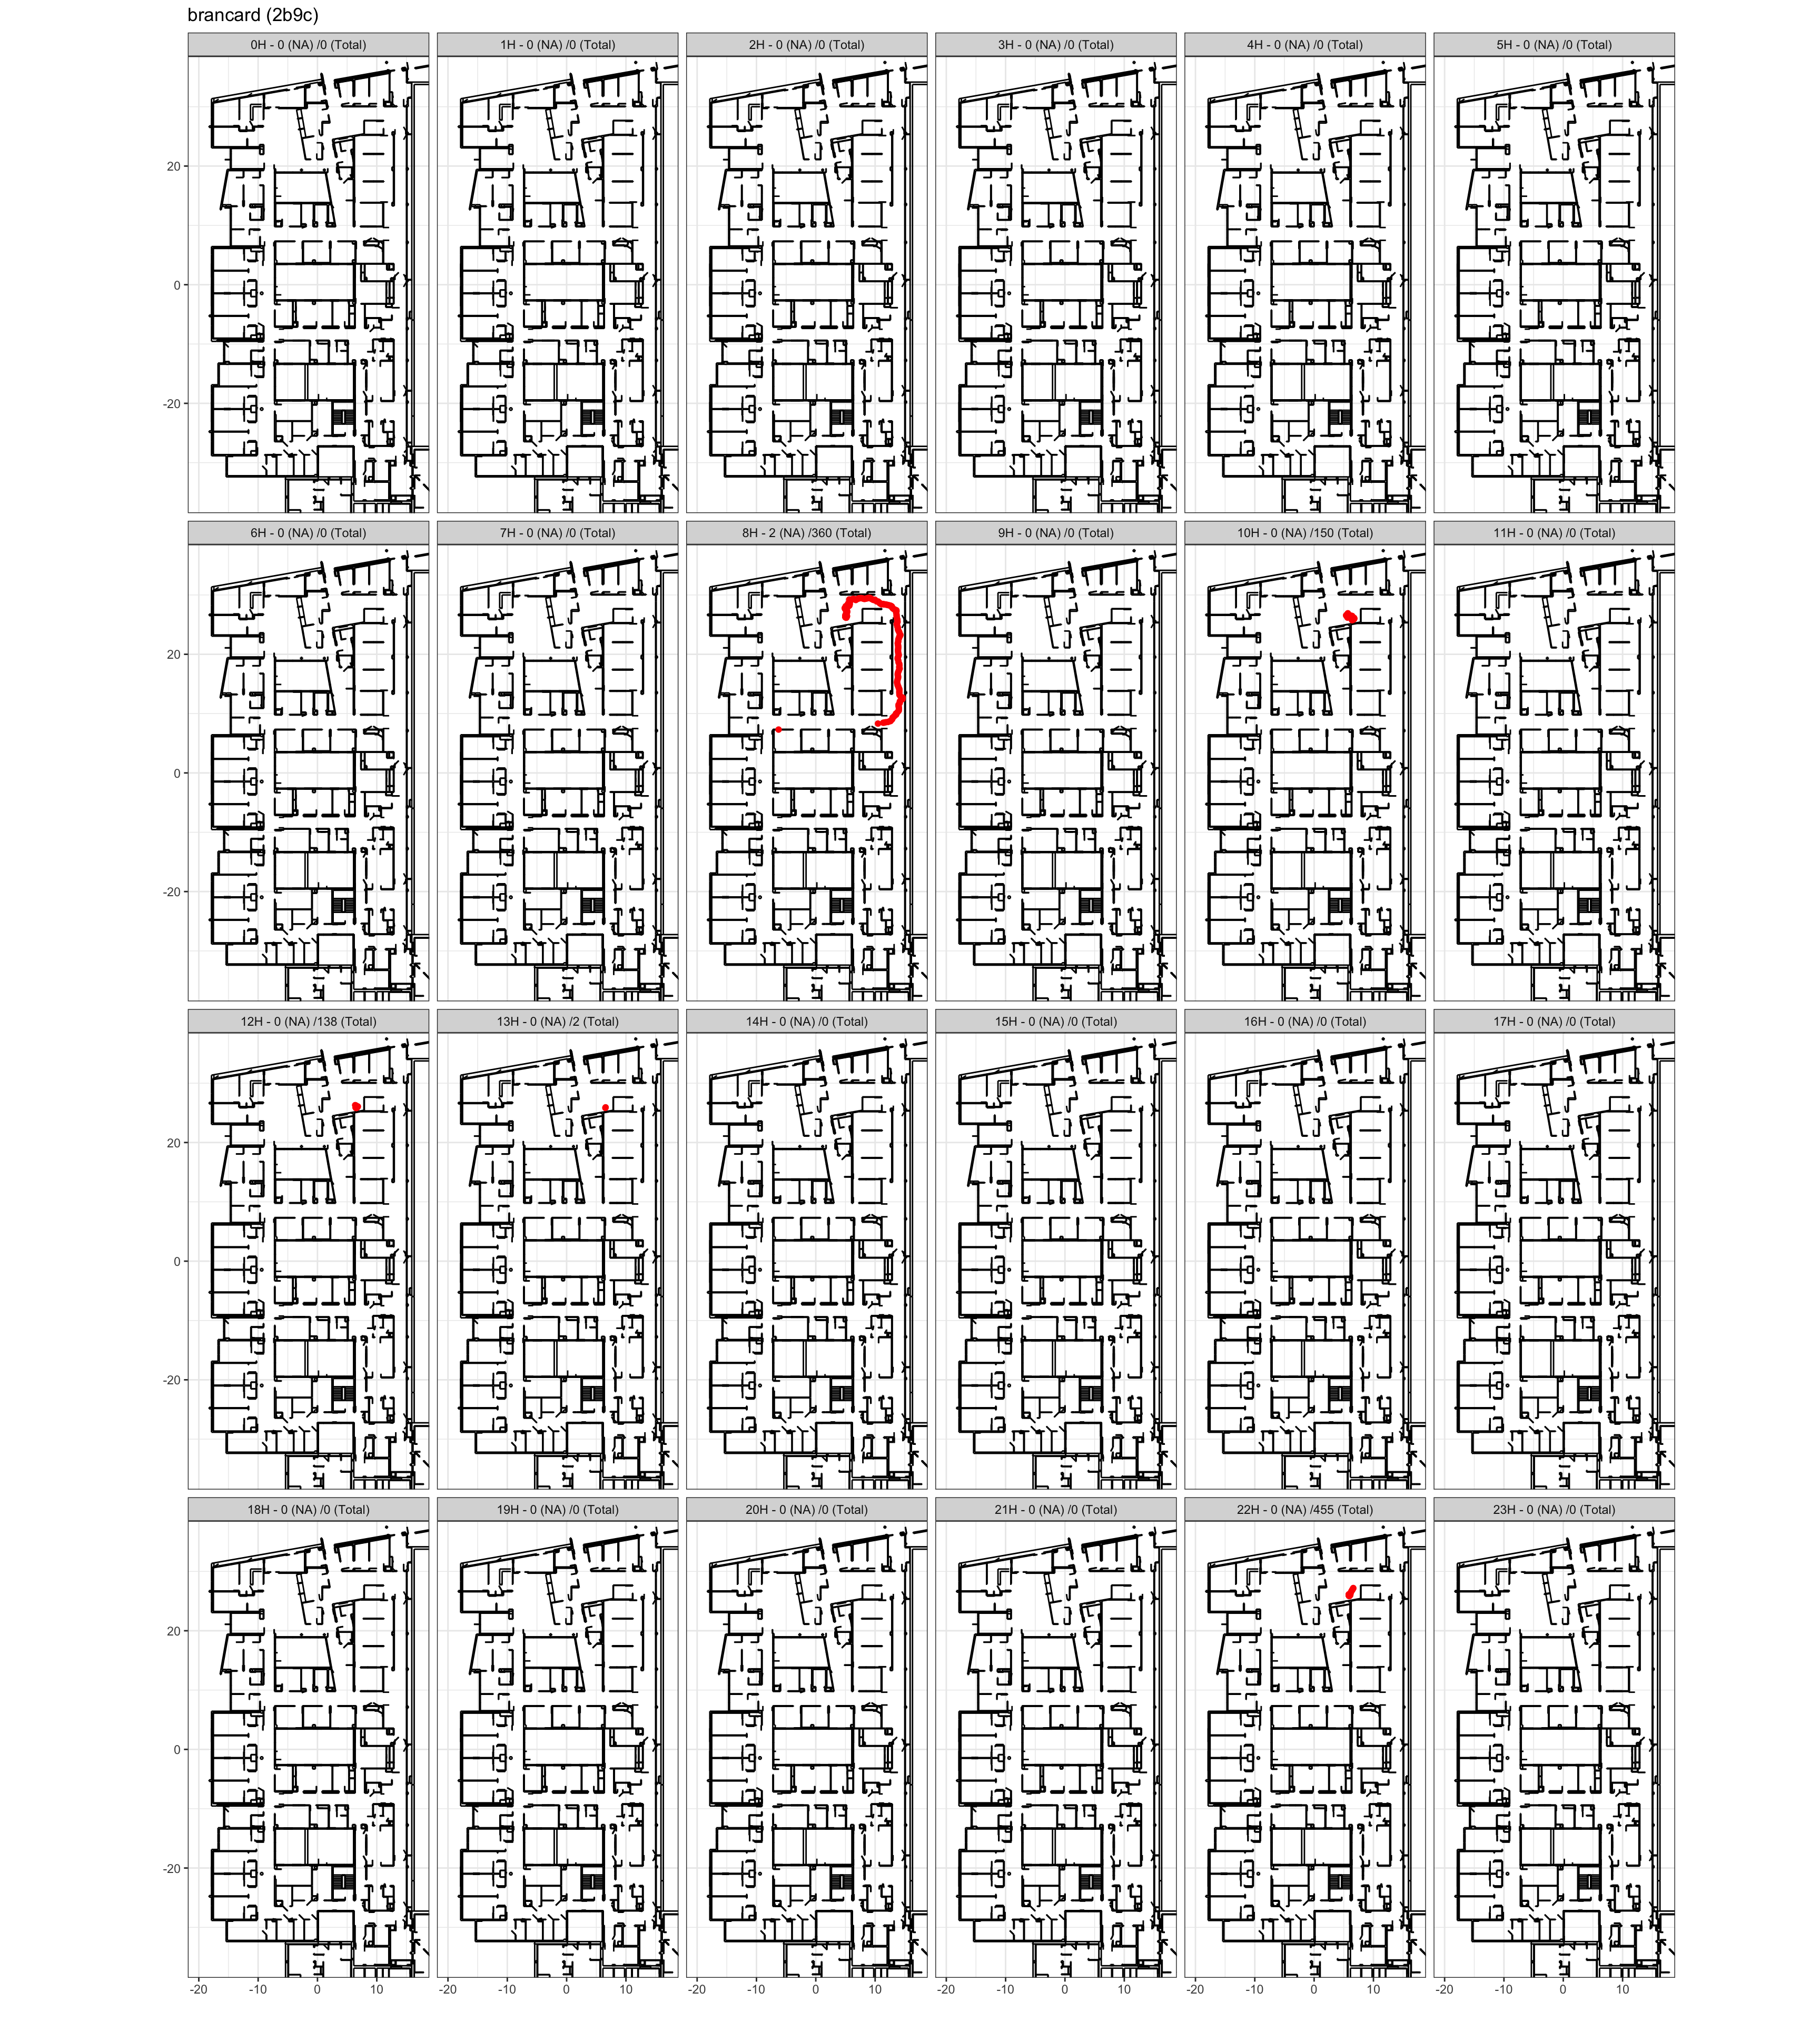 brancard (2b9c)
0H - 0 (NA) /0 (Total) 1H - 0 (NA) /0 (Total) 2H - 0 (NA) /0 (Total) 3H - 0 (NA) /0 (Total) 4H - 0 (NA) /0 (Total) 5H - 0 (NA) /0 (Total)
20
0
-20
6H - 0 (NA) /0 (Total) 7H - 0 (NA) /0 (Total) 8H - 2 (NA) /360 (Total) 9H - 0 (NA) /0 (Total) 10H - 0 (NA) /150 (Total) 11H - 0 (NA) /0 (Total)
20
0
-20
12H - 0 (NA) /138 (Total) 13H - 0 (NA) /2 (Total) 14H - 0 (NA) /0 (Total) 15H - 0 (NA) /0 (Total) 16H - 0 (NA) /0 (Total) 17H - 0 (NA) /0 (Total)
20
0
-20
18H - 0 (NA) /0 (Total) 19H - 0 (NA) /0 (Total) 20H - 0 (NA) /0 (Total) 21H - 0 (NA) /0 (Total) 22H - 0 (NA) /455 (Total) 23H - 0 (NA) /0 (Total)
20
0
-20
-20 -10 0 10 -20 -10 0 10 -20 -10 0 10 -20 -10 0 10 -20 -10 0 10 -20 -10 0 10